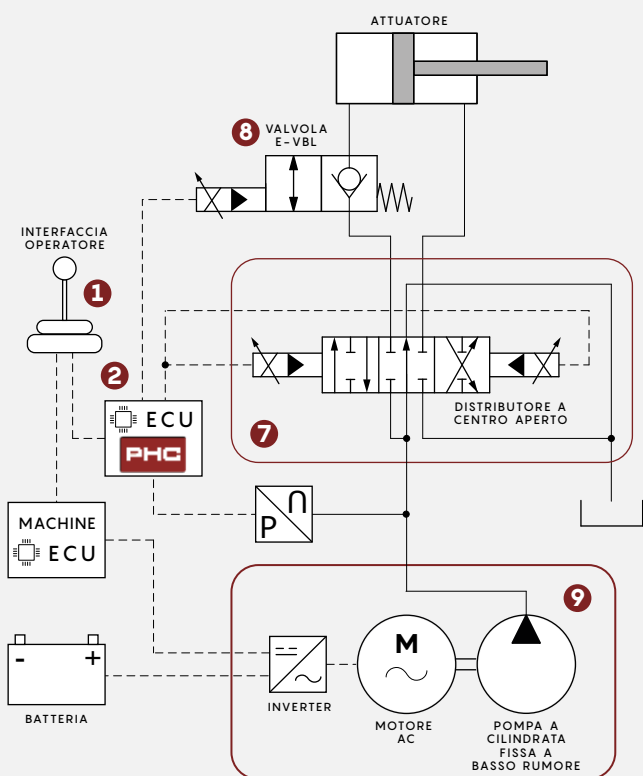 ATTUATORE
8
VALVOLA
E-VBL
INTERFACCIA
OPERATORE
1
2
ECU
PHC
7
DISTRIBUTORE A
CENTRO APERTO
P
U
MACHINE
ECU
9
M
- +
BATTERIA
INVERTER
MOTORE
AC
POMPA A
CILINDRATA
FISSA A
BASSO RUMORE